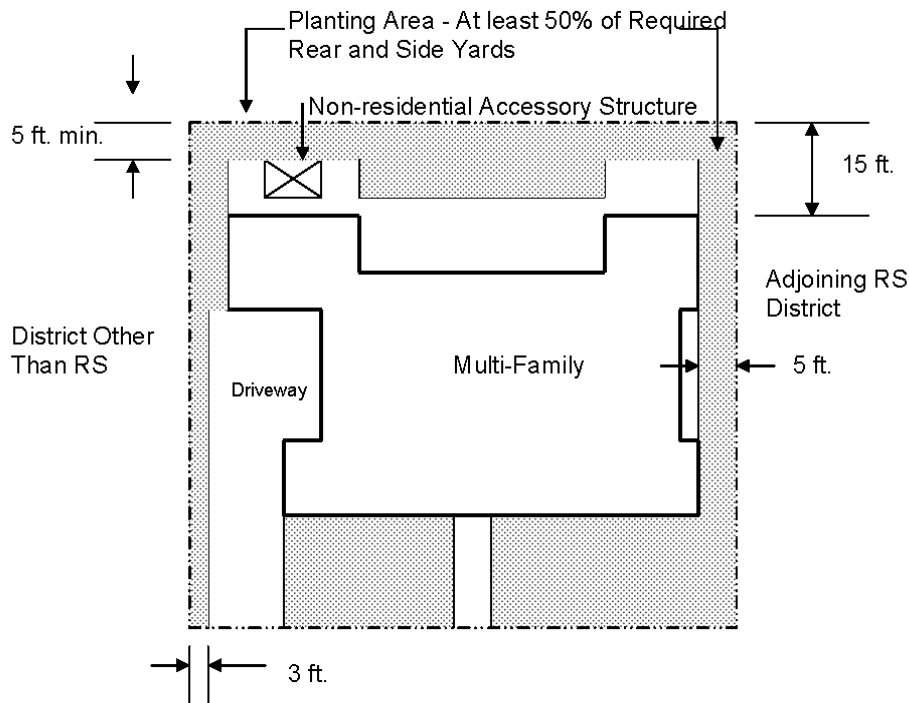 Planting Area - At least 50% of Required
Rear and Side Yards
Non-residential Accessory Structure
5 ft. min.
15 ft.
Adjoining RS
District
District Other
Than RS
Multi-Family
5 ft.
Driveway
3 ft.